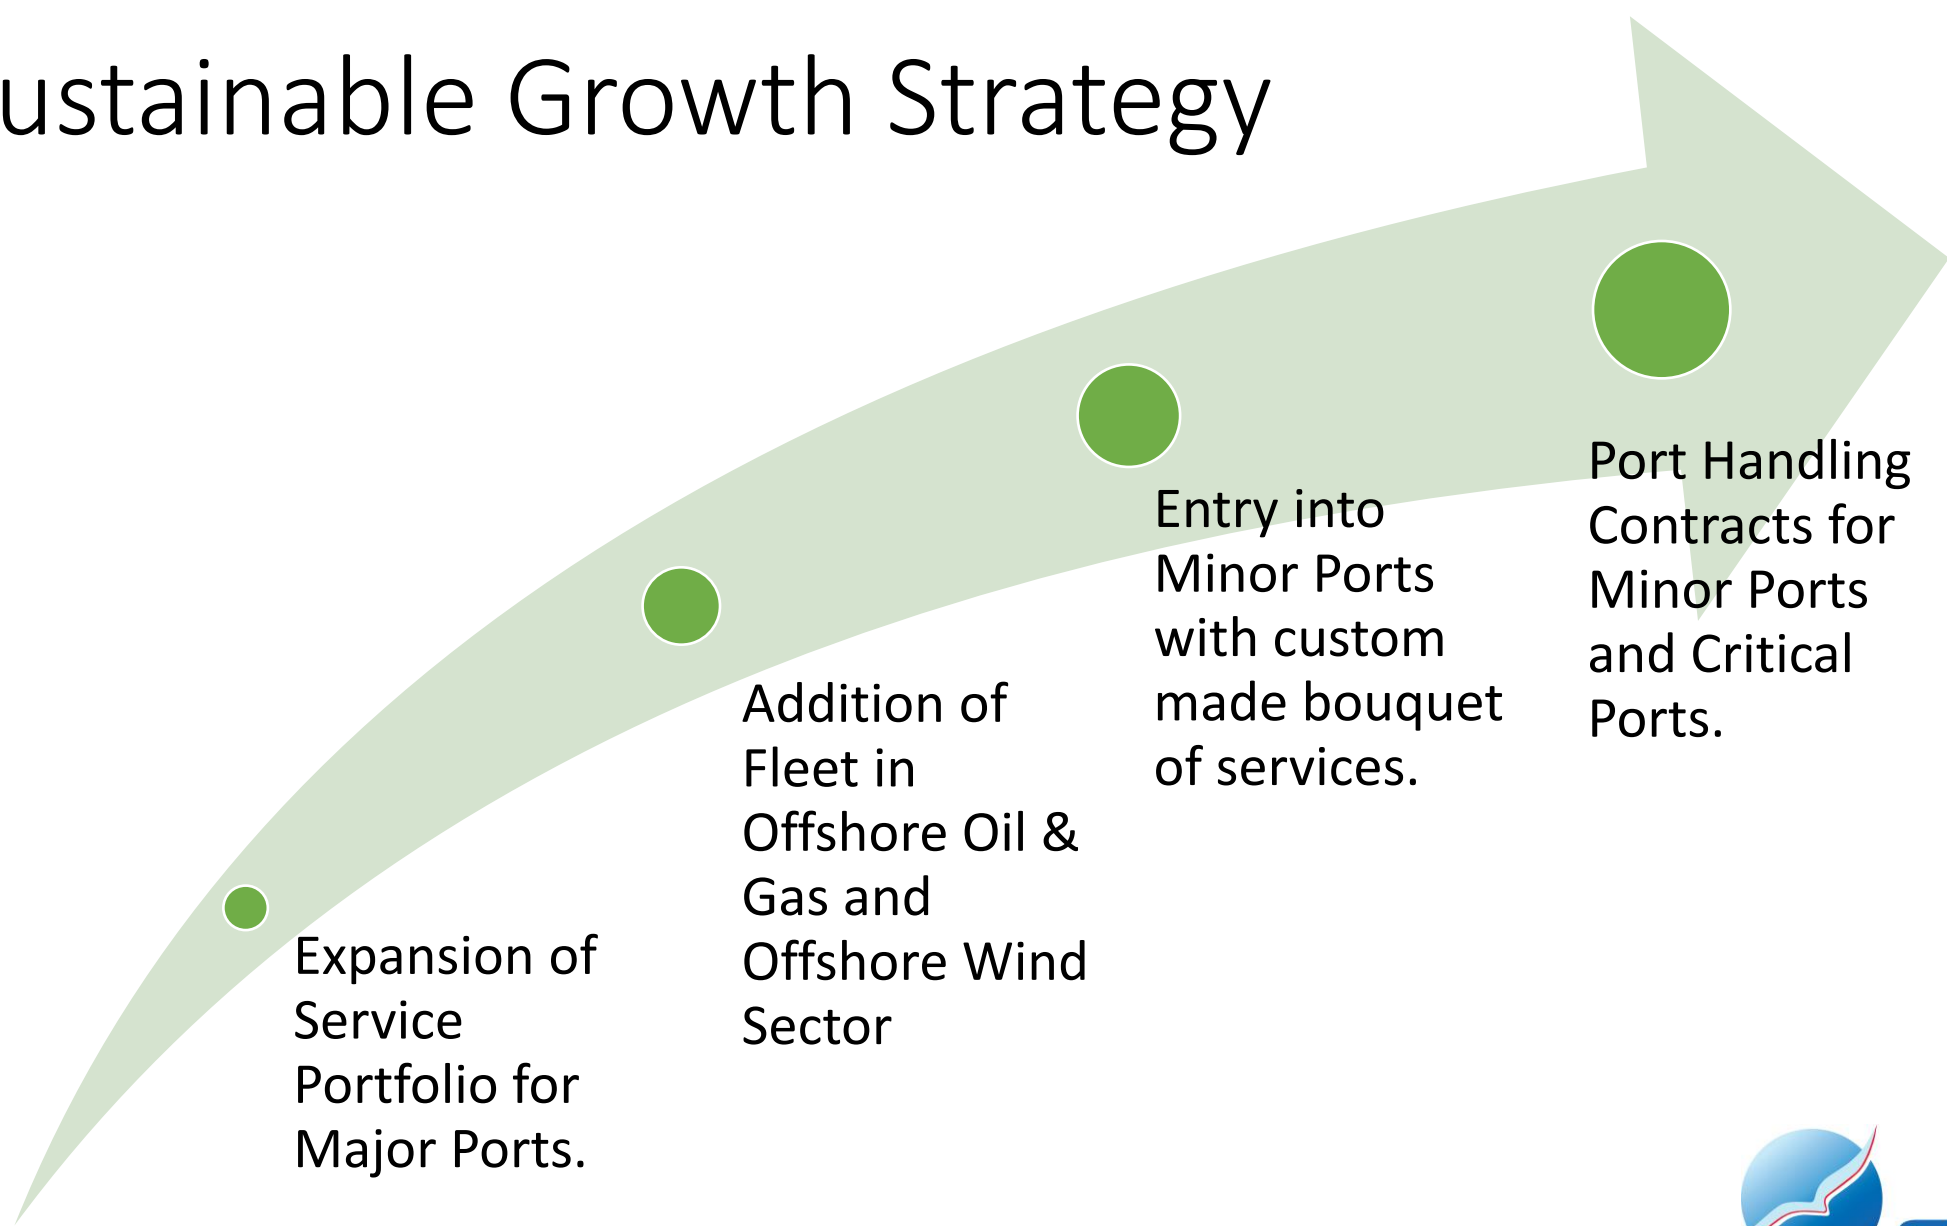 ustainable Growth Strategy
Expansion of
Service
Portfolio for
Major Ports.
Addition of
Fleet in
Offshore Oil &
Gas and
Offshore Wind
Sector
Entry into
Minor Ports
with custom
made bouquet
of services.
Port Handling
Contracts for
Minor Ports
and Critical
Ports.